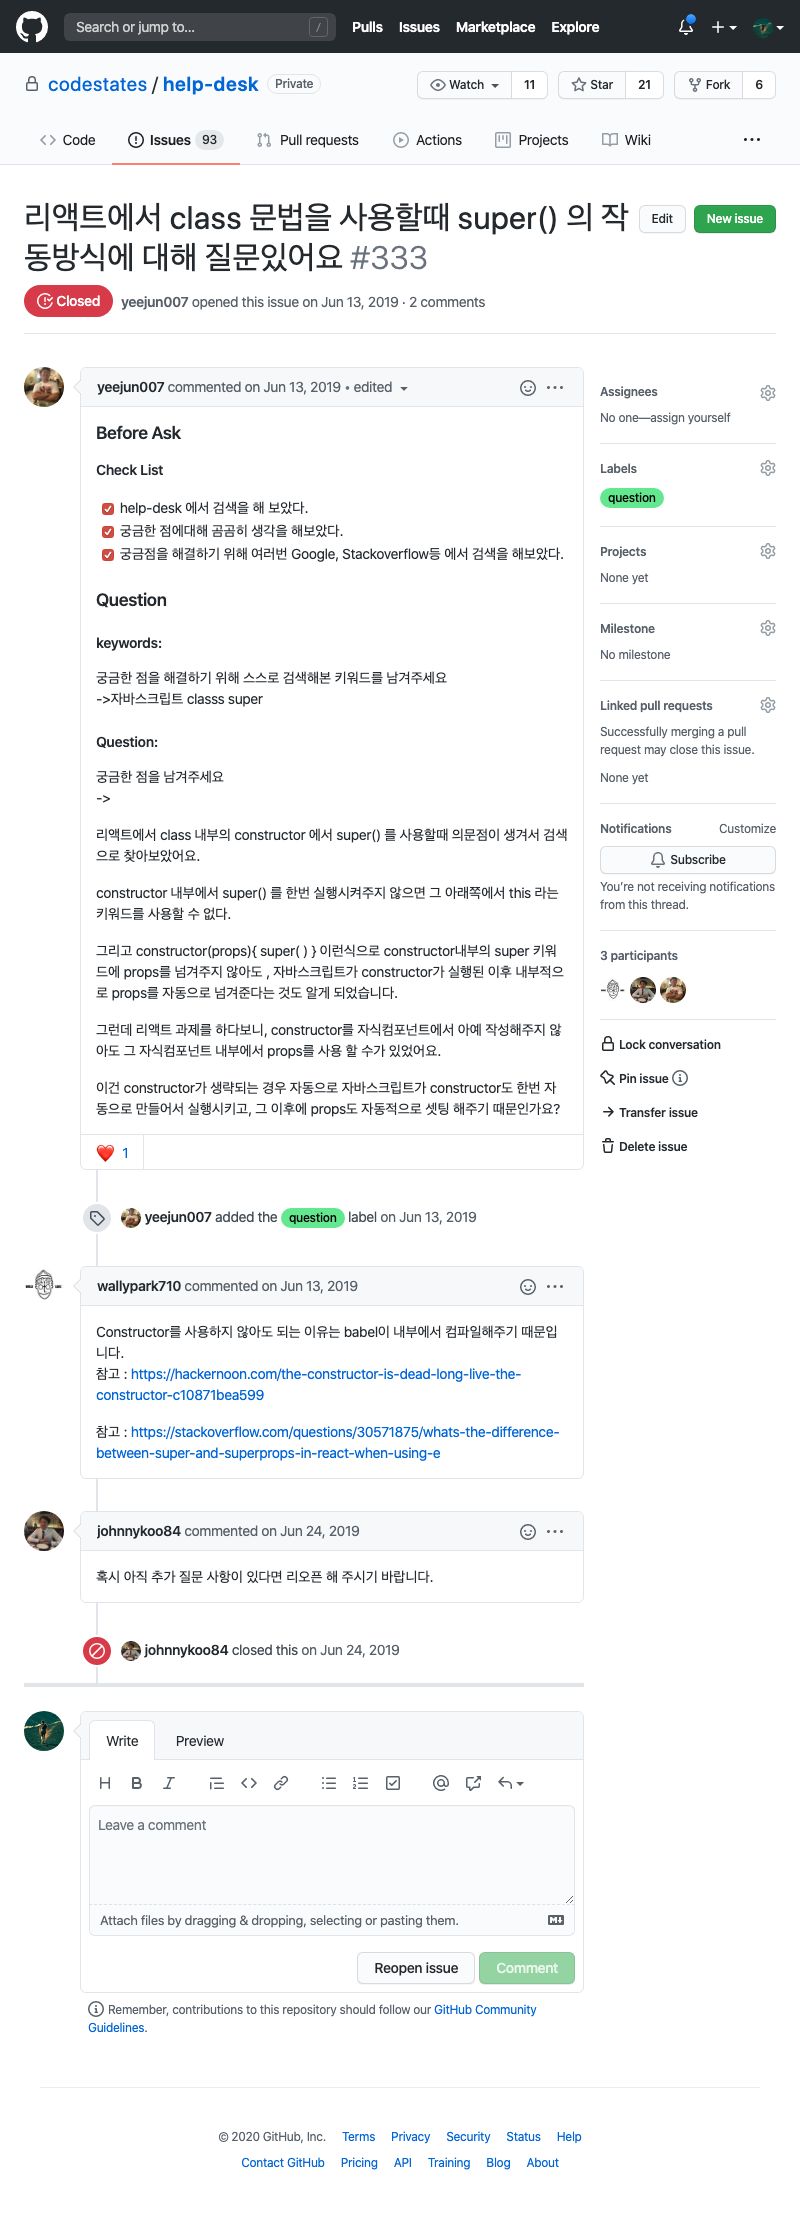 Search or jump to... /
Pulls Issues Marketplace Explore
codestates / help-desk Private
Watch 11 Star 21 Fork 6
Code Issues 93 Pull requests Actions Projects Wiki
리액트에서 class 문법을 사용할때 super() 의 작
동방식에 대해 질문있어요 #333
Edit New issue
Closed yeejun007 opened this issue on Jun 13, 2019 · 2 comments
yeejun007 commented on Jun 13, 2019 • edited
Before Ask
Check List
help-desk 에서 검색을 해 보았다.
궁금한 점에대해 곰곰히 생각을 해보았다.
궁금점을 해결하기 위해 여러번 Google, Stackoverflow등 에서 검색을 해보았다.
Question
keywords:
궁금한 점을 해결하기 위해 스스로 검색해본 키워드를 남겨주세요
->자바스크립트 classs super
Question:
궁금한 점을 남겨주세요
->
리액트에서 class 내부의 constructor 에서 super() 를 사용할때 의문점이 생겨서 검색
으로 찾아보았어요.
constructor 내부에서 super() 를 한번 실행시켜주지 않으면 그 아래쪽에서 this 라는
키워드를 사용할 수 없다.
그리고 constructor(props){ super( ) } 이런식으로 constructor내부의 super 키워
드에 props를 넘겨주지 않아도 , 자바스크립트가 constructor가 실행된 이후 내부적으
로 props를 자동으로 넘겨준다는 것도 알게 되었습니다.
그런데 리액트 과제를 하다보니, constructor를 자식컴포넌트에서 아예 작성해주지 않
아도 그 자식컴포넌트 내부에서 props를 사용 할 수가 있었어요.
이건 constructor가 생략되는 경우 자동으로 자바스크립트가 constructor도 한번 자
동으로 만들어서 실행시키고, 그 이후에 props도 자동적으로 셋팅 해주기 때문인가요?
1
yeejun007 added the question label on Jun 13, 2019
wallypark710 commented on Jun 13, 2019
Constructor를 사용하지 않아도 되는 이유는 babel이 내부에서 컴파일해주기 때문입
니다.
참고 : https://hackernoon.com/the-constructor-is-dead-long-live-the-
constructor-c10871bea599
참고 : https://stackoverflow.com/questions/30571875/whats-the-difference-
between-super-and-superprops-in-react-when-using-e
johnnykoo84 commented on Jun 24, 2019
혹시 아직 추가 질문 사항이 있다면 리오픈 해 주시기 바랍니다.
johnnykoo84 closed this on Jun 24, 2019
Write Preview
Leave a comment
Attach files by dragging & dropping, selecting or pasting them.
Reopen issue Comment
Remember, contributions to this repository should follow our GitHub Community
Guidelines.
Assignees
No one—assign yourself
Labels
question
Projects
None yet
Milestone
No milestone
Linked pull requests
Successfully merging a pull
request may close this issue.
None yet
Notifications Customize
Subscribe
You're not receiving notifications
from this thread.
3 participants
Lock conversation
Pin issue
Transfer issue
Delete issue
© 2020 GitHub, Inc. Terms Privacy Security Status Help
Contact GitHub Pricing API Training Blog About